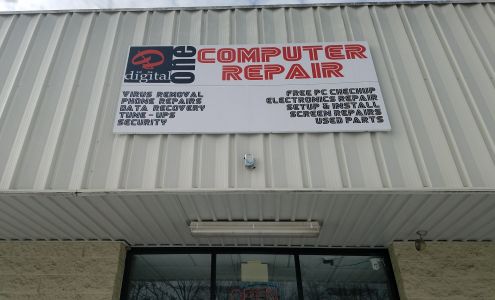 digital
one
COMPUTER
REPAIR
VIRUS REMOVAL
PHONE REPAIRS
DATA RECOVERY
TUNE-UPS
SECURITY
FREE PC CHECKUP
ELECTRONICS REPAIR
SETUP & INSTALL
SCREEN REPAIRS
USED PARTS
OPEN